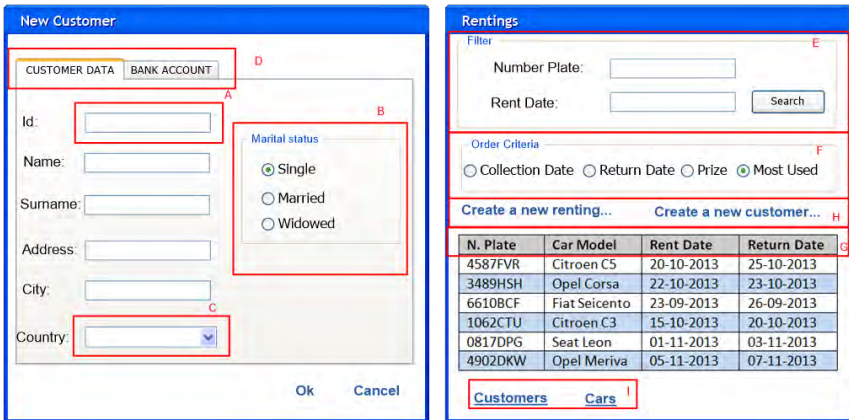 New Customer
CUSTOMER DATA BANK ACCOUNT D
A
B
Id:
Marital status
Name:
Single
Surname:
Married
Widowed
Address:
City:
C
Country:
Ok Cancel
Rentings
Filter
E
Number Plate:
Rent Date: Search
Order Criteria
F
Collection Date Return Date Prize Most Used
Create a new renting... Create a new customer... H
N. Plate Car Model Rent Date Return Date G
4587FVR Citroen C5 20-10-2013 25-10-2013
3489HSH Opel Corsa 22-10-2013 23-10-2013
6610BCF Fiat Seicento 23-09-2013 26-09-2013
1062CTU Citroen C3 15-10-2013 20-10-2013
0817DPG Seat Leon 01-11-2013 03-11-2013
4902DKW Opel Meriva 05-11-2013 07-11-2013
Customers Cars I